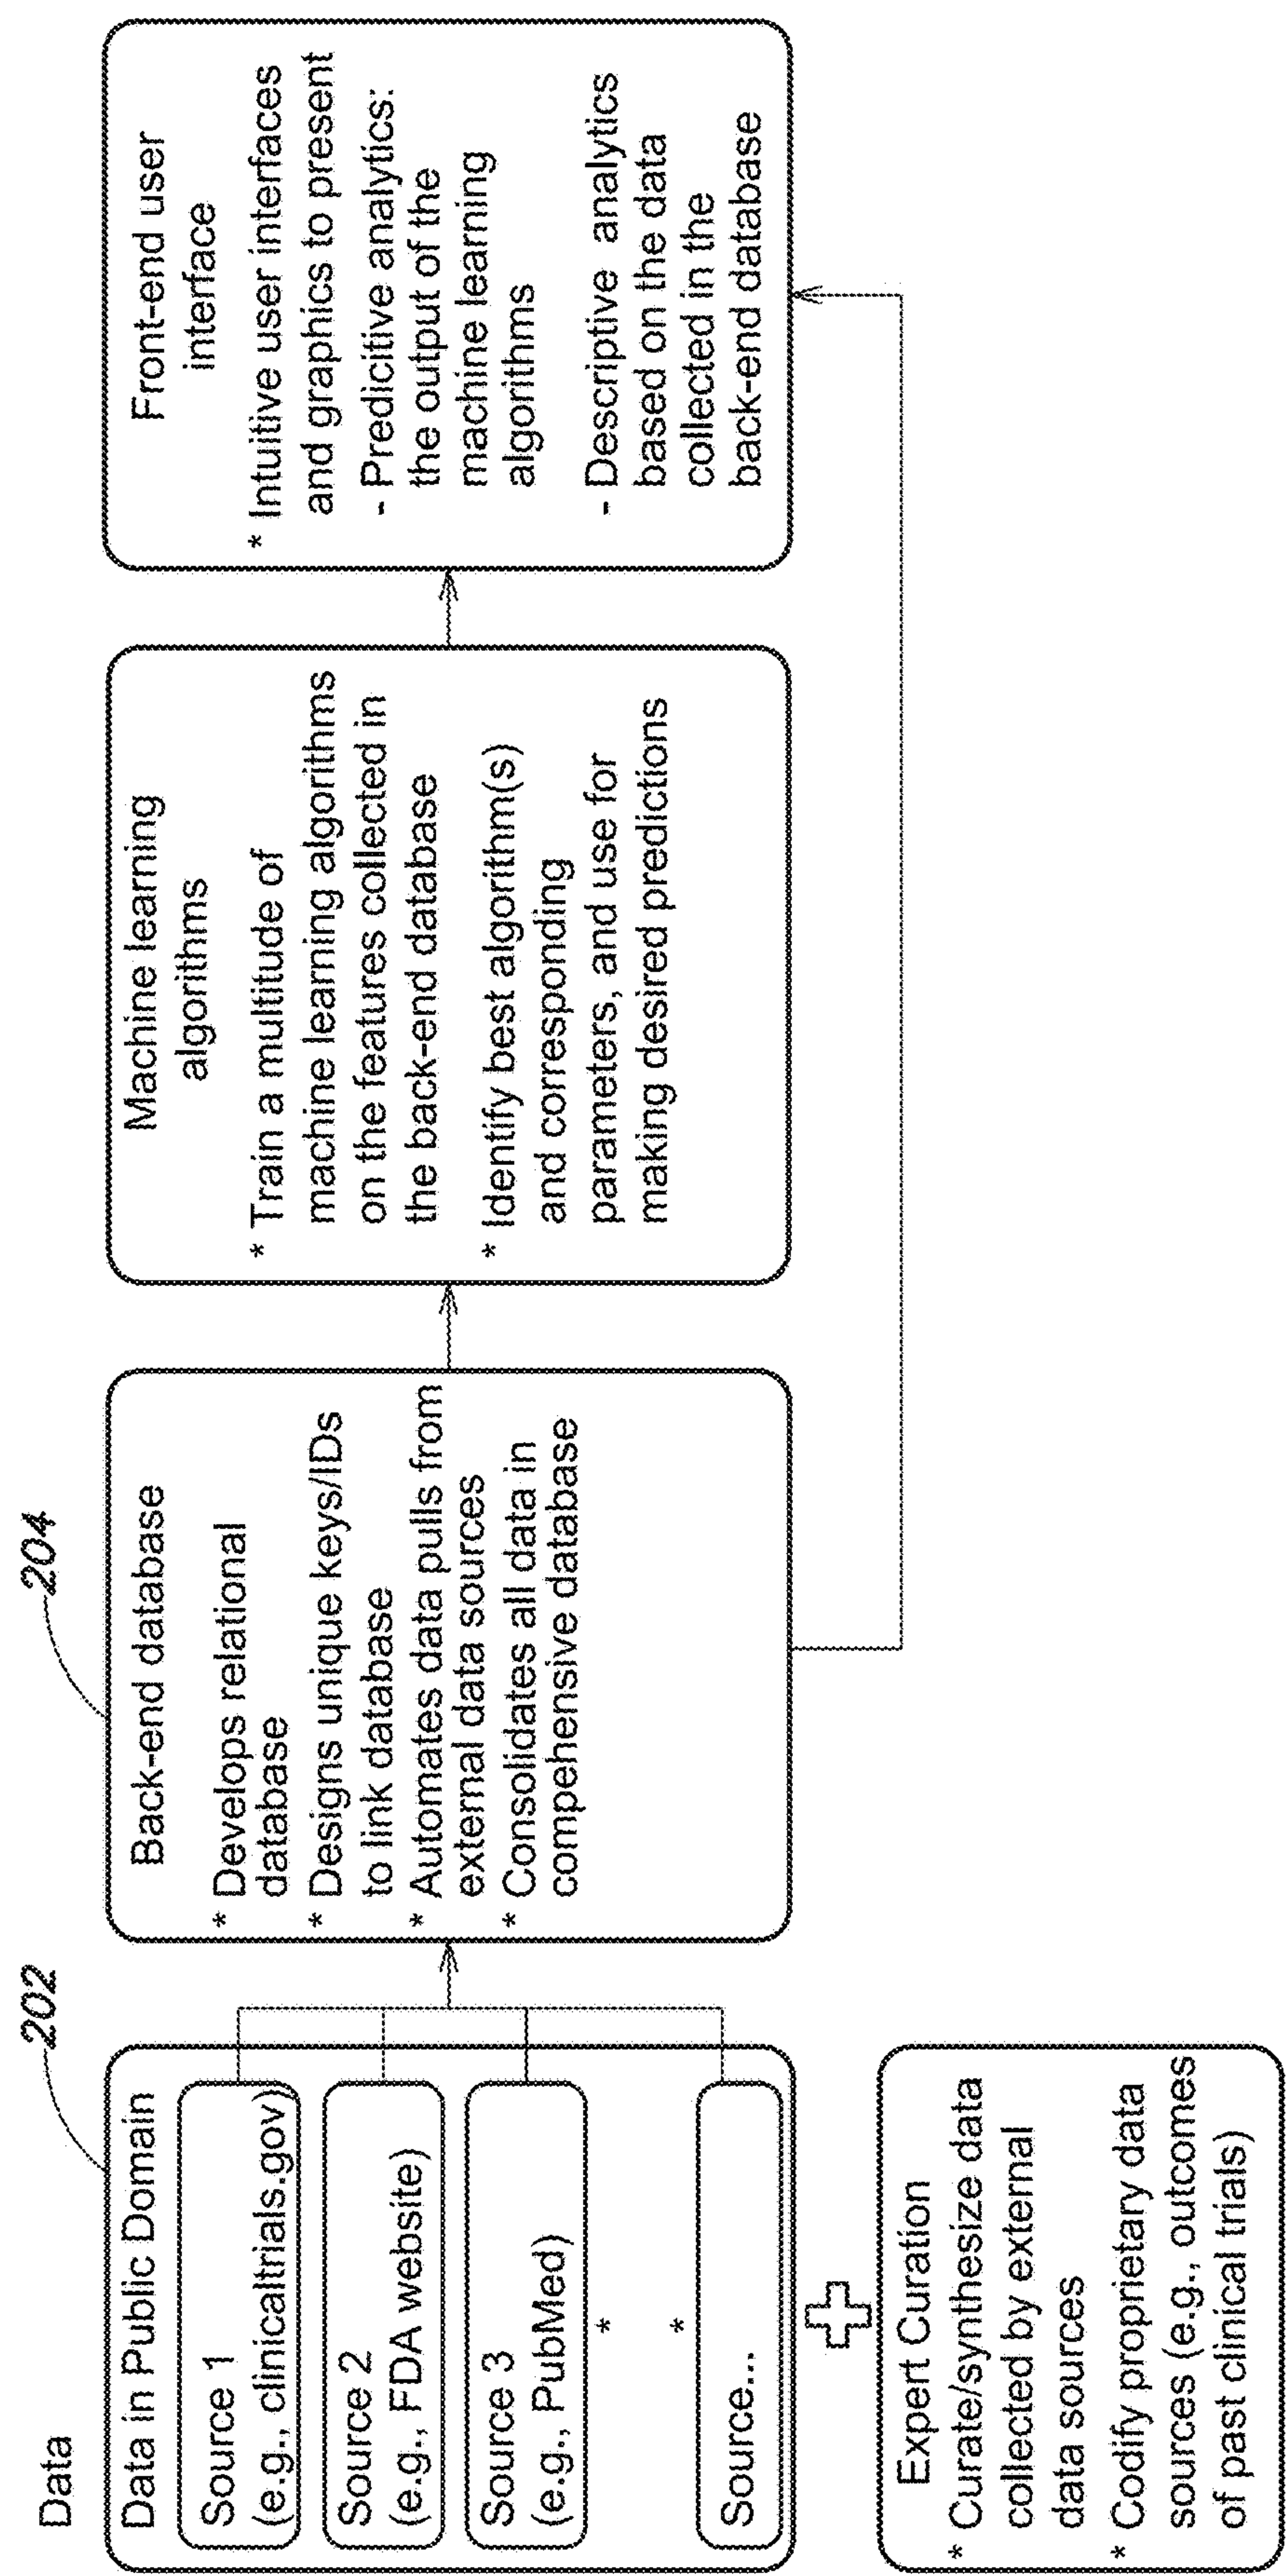 Data
202
Data in Public Domain
Source 1
(e.g., clinicaltrials.gov)
Source 2
(e.g., FDA website)
Source 3
(e.g., PubMed)
*
*
Source...
Expert Curation
* Curate/synthesize data
collected by external
data sources
* Codify proprietary data
sources (e.g., outcomes
of past clinical trials)
204
Back-end database
* Develops relational
database
* Designs unique keys/IDs
to link database
* Automates data pulls from
external data sources
* Consolidates all data in
compehensive database
Machine learning
algorithms
* Train a multitude of
machine learning algorithms
on the features collected in
the back-end database
* Identify best algorithm(s)
and corresponding
parameters, and use for
making desired predictions
Front-end user
interface
* Intuitive user interfaces
and graphics to present
- Predicitive analytics:
the output of the
machine learning
algorithms
- Descriptive analytics
based on the data
collected in the
back-end database